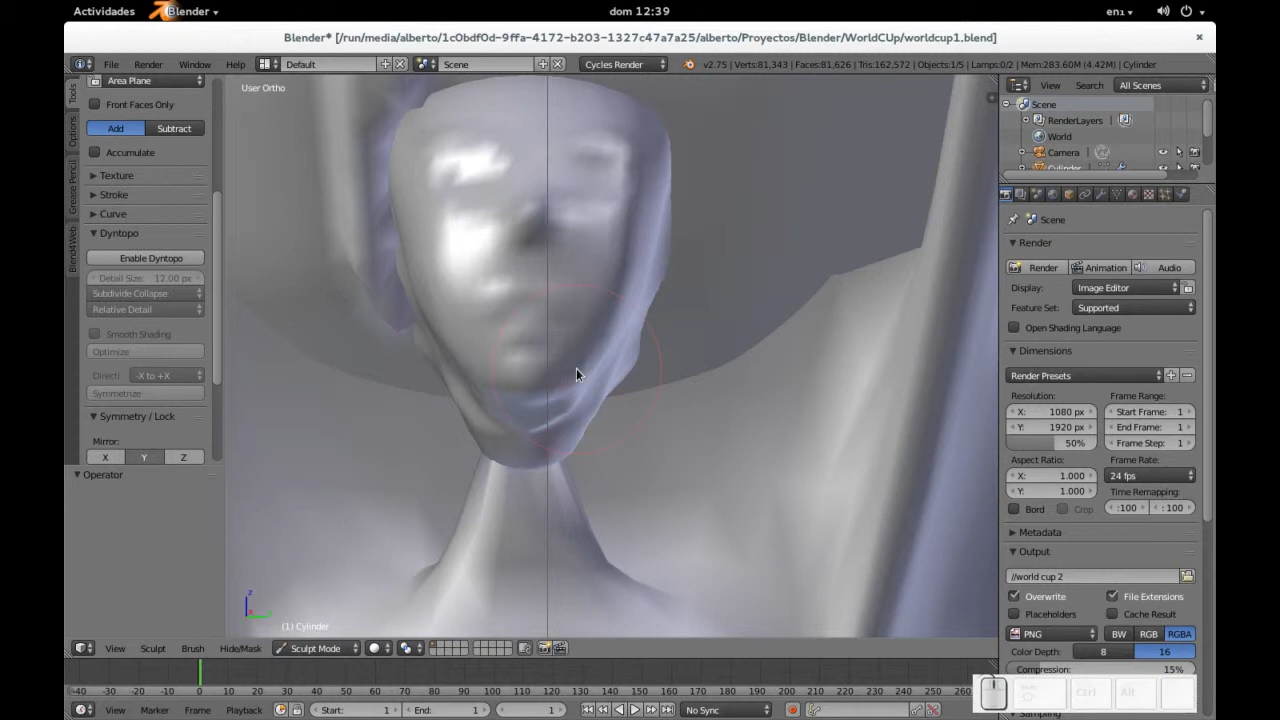 Actividades Blender dom 12:39 en1
Blender* [/run/media/alberto/1c0bdf0d-9ffa-4172-b203-1327c47a7a25/alberto/Proyectos/Blender/WorldCUp/worldcup1.blend]
File Render Window Help Default Scene Cycles Render v2.75 | Verts:81,343 | Faces:81,626 | Tris:162,572 | Objects:1/5 | Lamps:0/2 | Mem:283.60M (4.42M) | Cylinder
Area Plane
Front Faces Only
Add Subtract
Accumulate
Texture
Stroke
Curve
Dyntopo
Enable Dyntopo
Detail Size: 12.00 px
Subdivide Collapse
Relative Detail
Smooth Shading
Optimize
Directi -X to +X
Symmetrize
Symmetry / Lock
Mirror:
X Y Z
Operator
Tools
Options
Grease Pencil
Blend4Web
User Ortho
(1) Cylinder
View Search All Scenes
Scene
RenderLayers
World
Camera
Cylinder
Scene
Render
Render Animation Audio
Display: Image Editor
Feature Set: Supported
Open Shading Language
Dimensions
Render Presets
Resolution: Frame Range:
X: 1080 px Start Frame: 1
Y: 1920 px End Frame: 1
50% Frame Step: 1
Aspect Ratio: Frame Rate:
X: 1.000 24 fps
Y: 1.000 Time Remapping:
Bord Crop :100 :100
Metadata
Output
//world cup 2
Overwrite File Extensions
Placeholders Cache Result
PNG BW RGB RGBA
Color Depth: 8 16
Compression: 15%
View Sculpt Brush Hide/Mask Sculpt Mode
-40 -30 -20 -10 0 10 20 30 40 50 60 70 80 90 100 110 120 130 140 150 160 170 180 190 200 210 220 230 240 250 260
View Marker Frame Playback Start: 1 End: 1 1 No Sync
Ctrl Alt